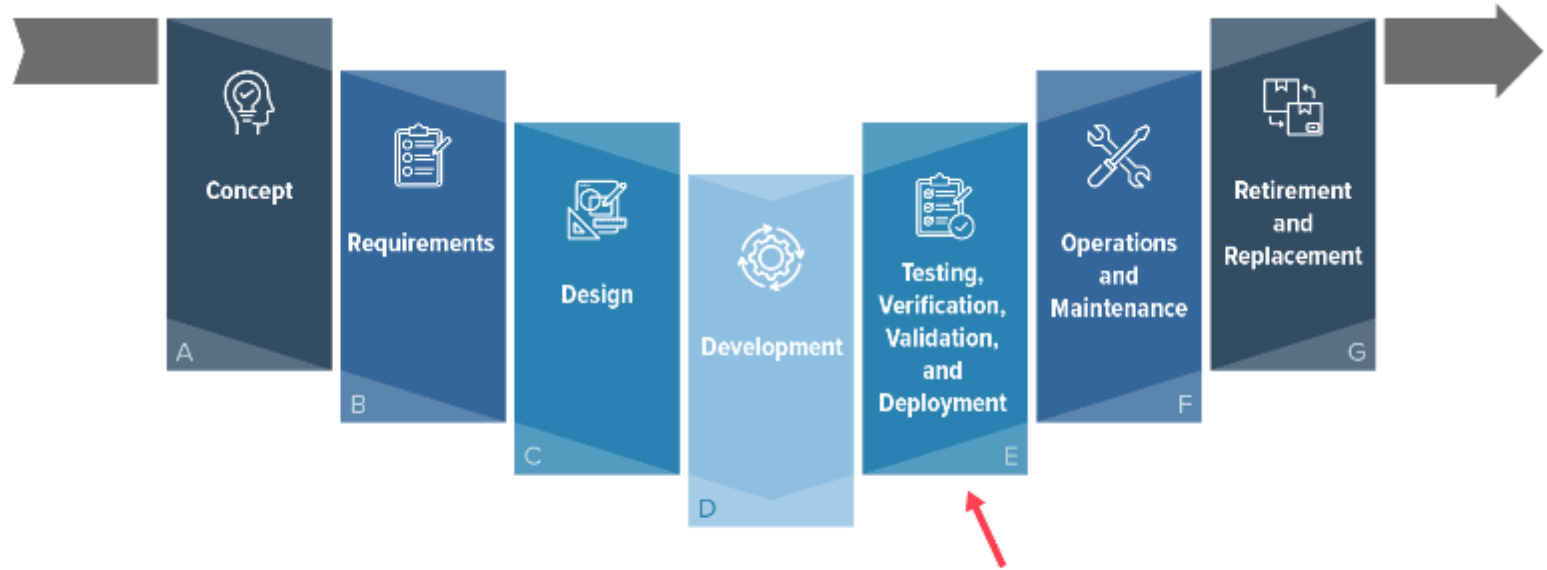 Concept
A
Requirements
B
Design
C
Development
D
Testing,
Verification,
Validation,
and
Deployment
E
Operations
and
Maintenance
F
Retirement
and
Replacement
G